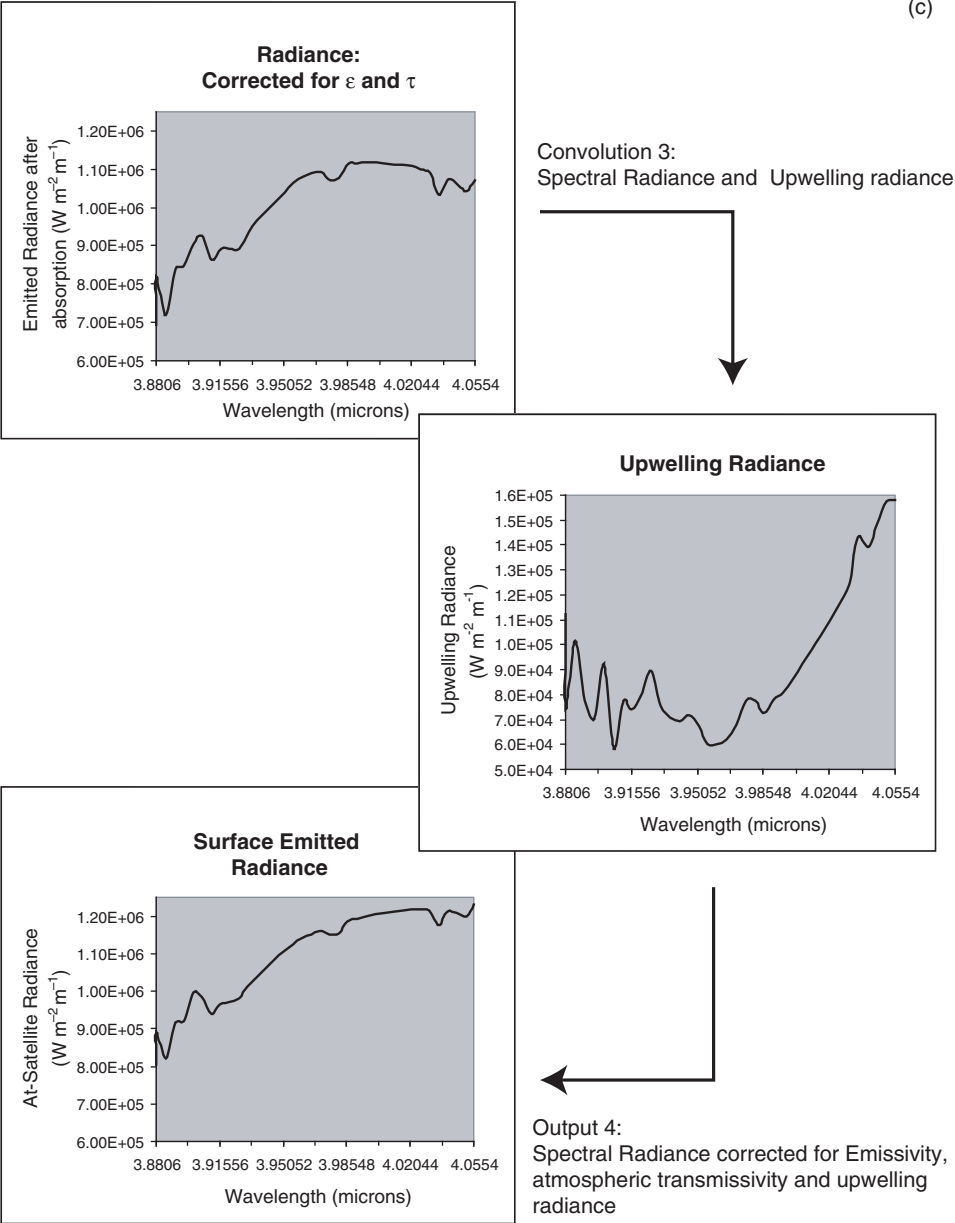 (c)
Radiance:
Corrected for ε and τ
Emitted Radiance after
absorption (W m⁻² m⁻¹)
1.20E+06
1.10E+06
1.00E+06
9.00E+05
8.00E+05
7.00E+05
6.00E+05
3.8806 3.91556 3.95052 3.98548 4.02044 4.0554
Wavelength (microns)
Convolution 3:
Spectral Radiance and Upwelling radiance
Upwelling Radiance
Upwelling Radiance
(W m⁻² m⁻¹)
1.6E+05
1.5E+05
1.4E+05
1.3E+05
1.2E+05
1.1E+05
1.0E+05
9.0E+04
8.0E+04
7.0E+04
6.0E+04
5.0E+04
3.8806 3.91556 3.95052 3.98548 4.02044 4.0554
Wavelength (microns)
Surface Emitted
Radiance
At-Satellite Radiance
(W m⁻² m⁻¹)
1.20E+06
1.10E+06
1.00E+06
9.00E+05
8.00E+05
7.00E+05
6.00E+05
3.8806 3.91556 3.95052 3.98548 4.02044 4.0554
Wavelength (microns)
Output 4:
Spectral Radiance corrected for Emissivity,
atmospheric transmissivity and upwelling
radiance